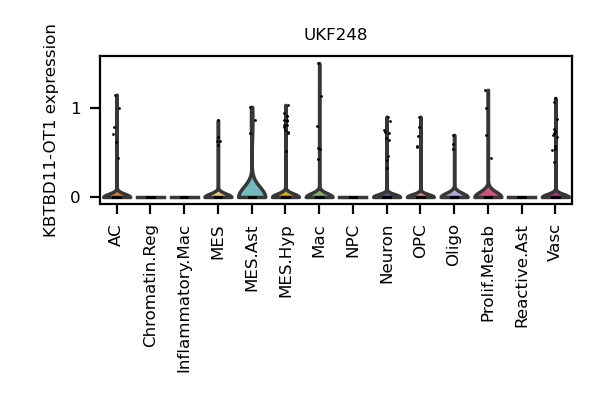 UKF248
KBTBD11-OT1 expression
1
0
AC
Chromatin.Reg
Inflammatory.Mac
MES
MES.Ast
MES.Hyp
Mac
NPC
Neuron
OPC
Oligo
Prolif.Metab
Reactive.Ast
Vasc